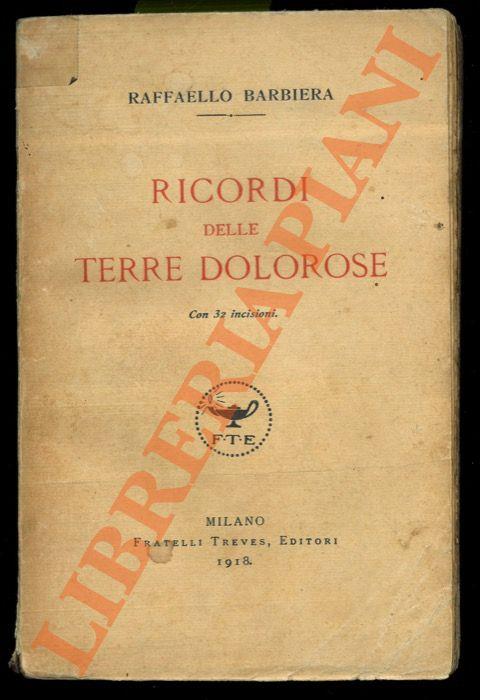 RAFFAELLO BARBIERA
RICORDI
DELLE
TERRE DOLOROSE
Con 32 incisioni.
F·T·E
MILANO
FRATELLI TREVES, EDITORI
1918.
LIBRERIA PIANI